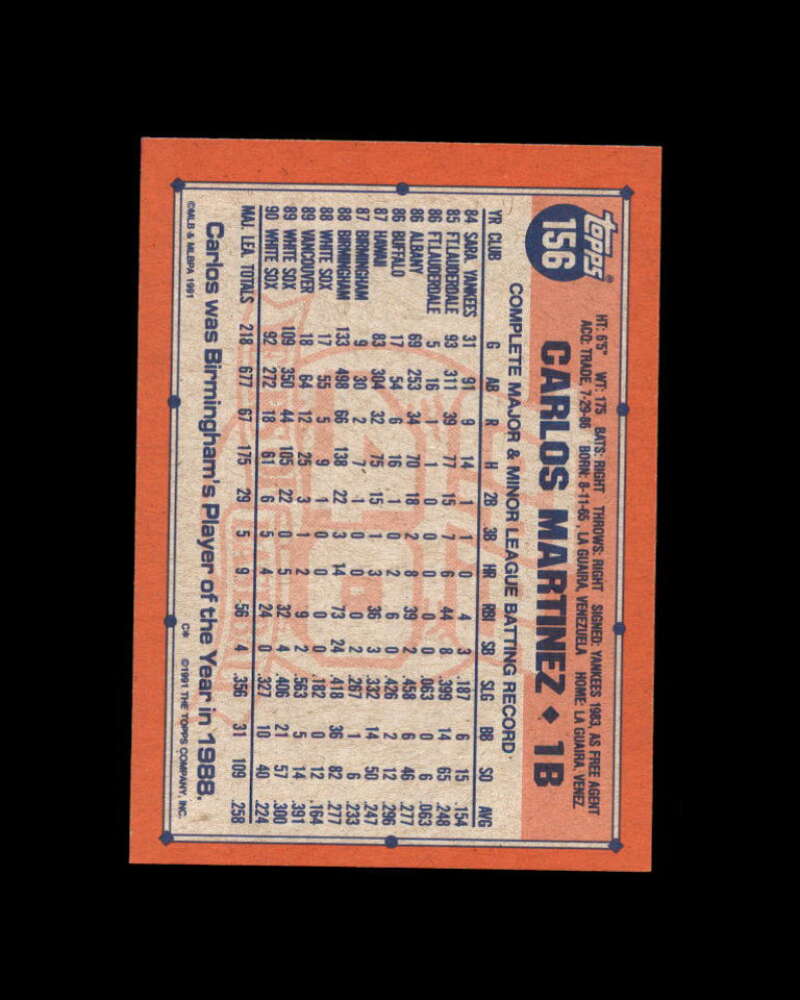 topps®
156
HT: 6'5" WT: 175 BATS: RIGHT THROWS: RIGHT SIGNED: YANKEES 1983, AS FREE AGENT
ACQ: TRADE, 7-29-86 BORN: 8-11-65, LA GUAIRA, VENEZUELA HOME: LA GUAIRA, VENEZ.
CARLOS MARTINEZ ♦ 1B
COMPLETE MAJOR & MINOR LEAGUE BATTING RECORD
YR CLUB G AB R H 2B 3B HR RBI SB SLG BB SO AVG
84 SARA. YANKEES 31 91 9 14 1 1 0 4 3 .187 6 15 .154
85 FT.LAUDERDALE 93 311 39 77 15 7 6 44 8 .399 14 65 .248
86 FT.LAUDERDALE 5 16 1 1 0 0 0 0 0 .063 0 6 .063
86 ALBANY 69 253 34 70 18 2 8 39 2 .458 6 46 .277
86 BUFFALO 17 54 6 16 1 0 2 6 0 .426 2 12 .296
87 HAWAII 83 304 32 75 15 1 3 36 3 .332 14 50 .247
87 BIRMINGHAM 9 30 2 7 1 0 0 0 2 .267 1 6 .233
88 BIRMINGHAM 133 498 66 138 22 3 14 73 24 .418 36 82 .277
88 WHITE SOX 17 55 5 9 1 0 0 0 0 .182 0 12 .164
89 VANCOUVER 18 64 12 25 3 1 2 9 2 .563 5 14 .391
89 WHITE SOX 109 350 44 105 22 0 5 32 4 .406 21 57 .300
90 WHITE SOX 92 272 18 61 6 5 4 24 0 .327 10 40 .224
MAJ. LEA. TOTALS 218 677 67 175 29 5 9 56 4 .356 31 109 .258
Carlos was Birmingham's Player of the Year in 1988.
©MLB & MLBPA 1991 C* ©1991 THE TOPPS COMPANY, INC.